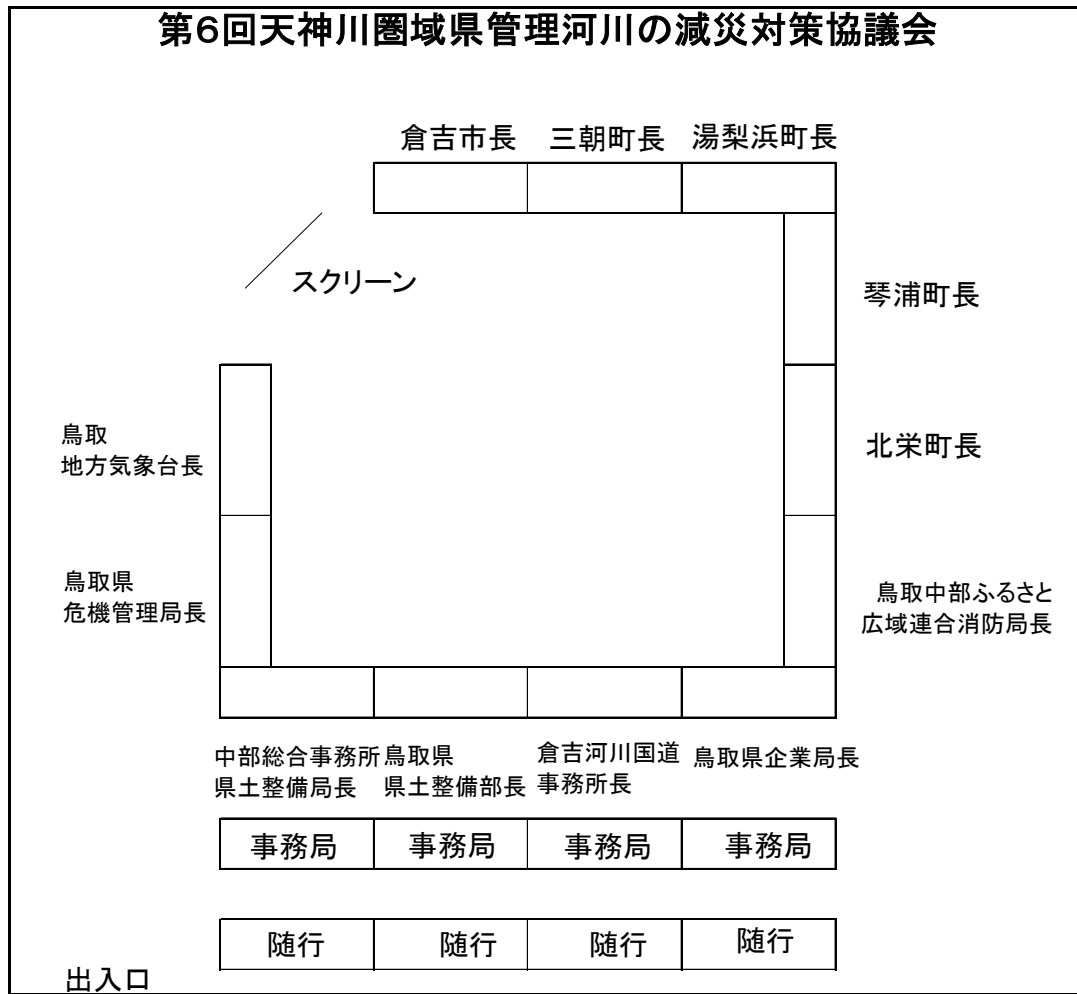 第6回天神川圏域県管理河川の減災対策協議会
倉吉市長 三朝町長 湯梨浜町長
スクリーン
琴浦町長
鳥取
地方気象台長
北栄町長
鳥取県
危機管理局長
鳥取中部ふるさと
広域連合消防局長
中部総合事務所
県土整備局長
鳥取県
県土整備部長
倉吉河川国道
事務所長
鳥取県企業局長
事務局 事務局 事務局 事務局
随行 随行 随行 随行
出入口